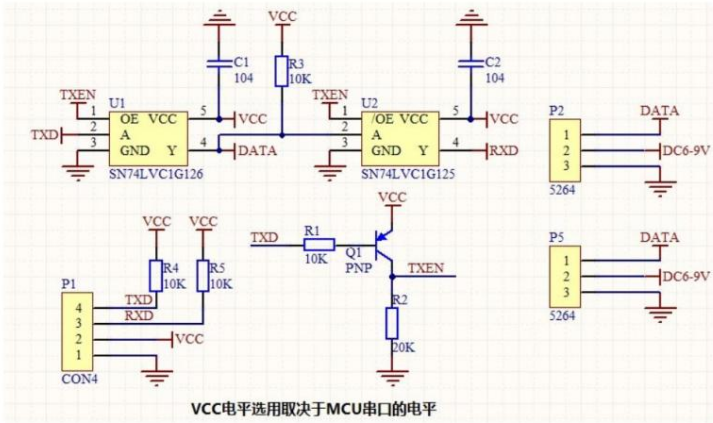 VCC
C1
104
R3
10K
C2
104
TXEN
U1
1
OE
VCC
5
VCC
TXD
2
A
3
GND
Y
4
DATA
SN74LVC1G126
TXEN
U2
1
/OE
VCC
5
VCC
2
A
3
GND
Y
4
RXD
SN74LVC1G125
P2
DATA
1
2
DC6-9V
3
5264
VCC
VCC
R4
10K
R5
10K
P1
4
TXD
3
RXD
2
VCC
1
CON4
VCC
TXD
R1
10K
Q1
PNP
TXEN
R2
20K
P5
DATA
1
2
DC6-9V
3
5264
VCC电平选用取决于MCU串口的电平